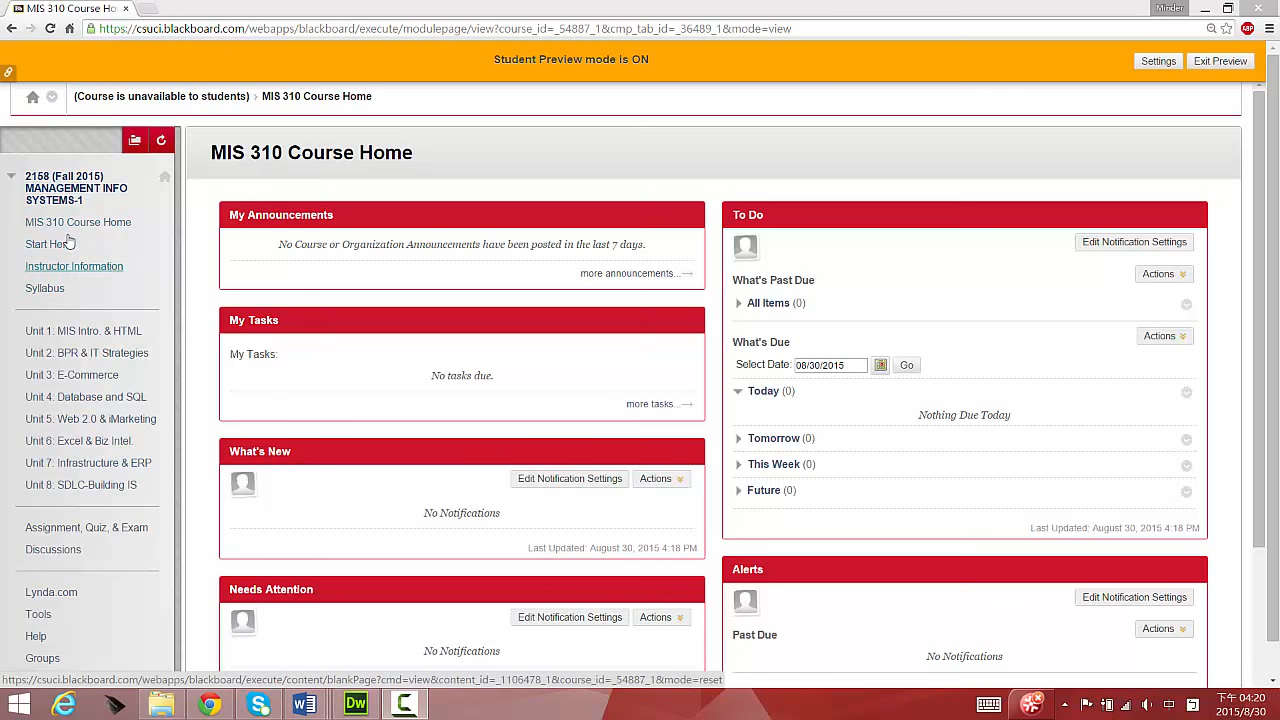 MIS 310 Course Home
Minder
https://csuci.blackboard.com/webapps/blackboard/execute/modulepage/view?course_id=_54887_1&cmp_tab_id=_36489_1&mode=view
ABP
Student Preview mode is ON
Settings
Exit Preview
(Course is unavailable to students) › MIS 310 Course Home
2158 (Fall 2015)
MANAGEMENT INFO
SYSTEMS-1
MIS 310 Course Home
Start Here
Instructor Information
Syllabus
Unit 1: MIS Intro. & HTML
Unit 2: BPR & IT Strategies
Unit 3: E-Commerce
Unit 4: Database and SQL
Unit 5: Web 2.0 & iMarketing
Unit 6: Excel & Biz Intel.
Unit 7: Infrastructure & ERP
Unit 8: SDLC-Building IS
Assignment, Quiz, & Exam
Discussions
Lynda.com
Tools
Help
Groups
MIS 310 Course Home
My Announcements
No Course or Organization Announcements have been posted in the last 7 days.
more announcements...→
My Tasks
My Tasks:
No tasks due.
more tasks...→
What's New
Edit Notification Settings
Actions
No Notifications
Last Updated: August 30, 2015 4:18 PM
Needs Attention
Edit Notification Settings
Actions
No Notifications
To Do
Edit Notification Settings
Actions
What's Past Due
All Items (0)
Actions
What's Due
Select Date: 08/30/2015 Go
Today (0)
Nothing Due Today
Tomorrow (0)
This Week (0)
Future (0)
Last Updated: August 30, 2015 4:18 PM
Alerts
Edit Notification Settings
Actions
Past Due
No Notifications
https://csuci.blackboard.com/webapps/blackboard/execute/content/blankPage?cmd=view&content_id=_1106478_1&course_id=_54887_1&mode=reset
Dw
下午 04:20
2015/8/30